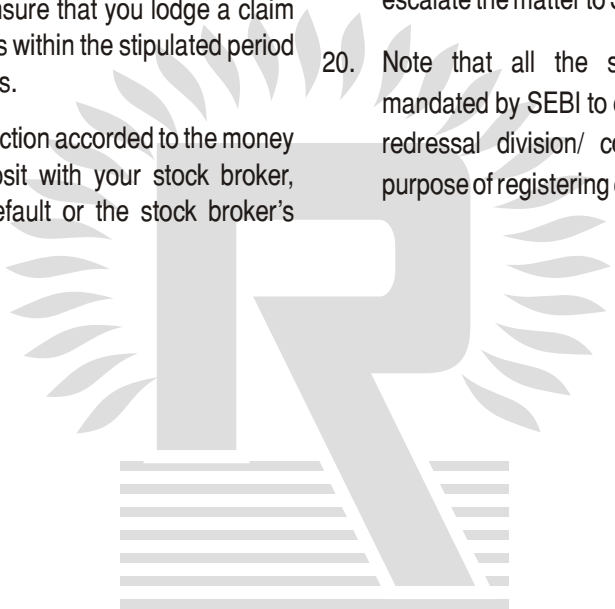 nsure that you lodge a claim
s within the stipulated period
s.
ction accorded to the money
osit with your stock broker,
efault or the stock broker's
escalate the matter to
20. Note that all the s
mandated by SEBI to
redressal division/ c
purpose of registering
R